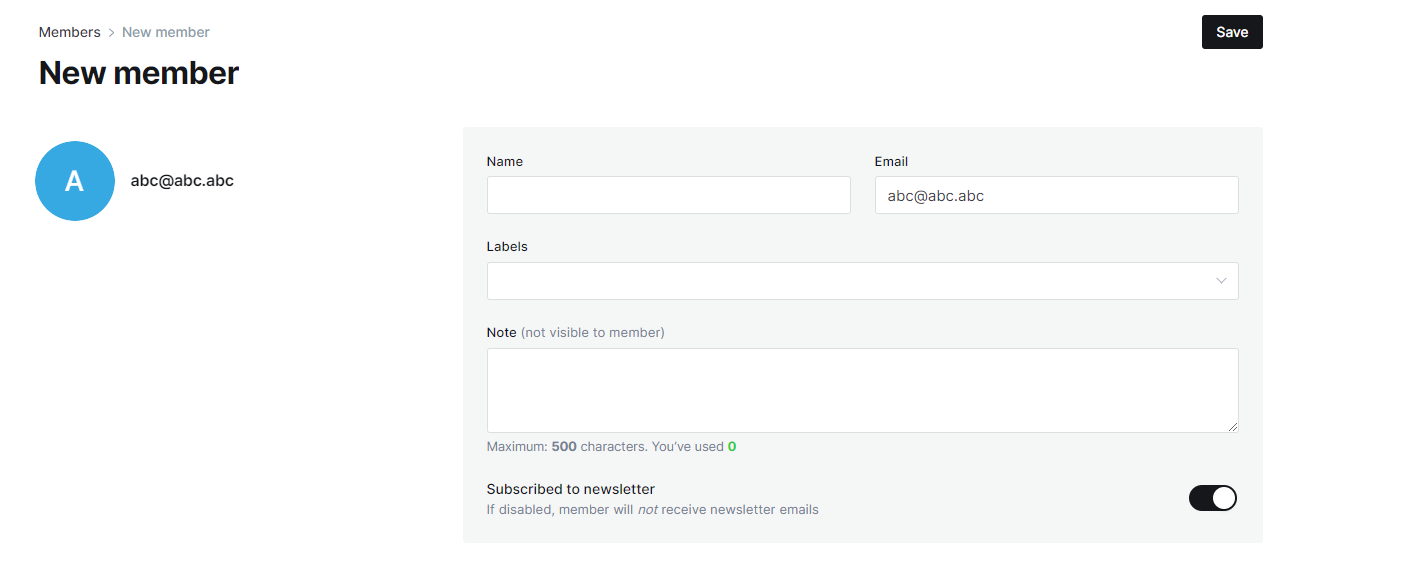 Members > New member
Save
New member
A
abc@abc.abc
Name
Email
abc@abc.abc
Labels
Note (not visible to member)
Maximum: 500 characters. You’ve used 0
Subscribed to newsletter
If disabled, member will not receive newsletter emails